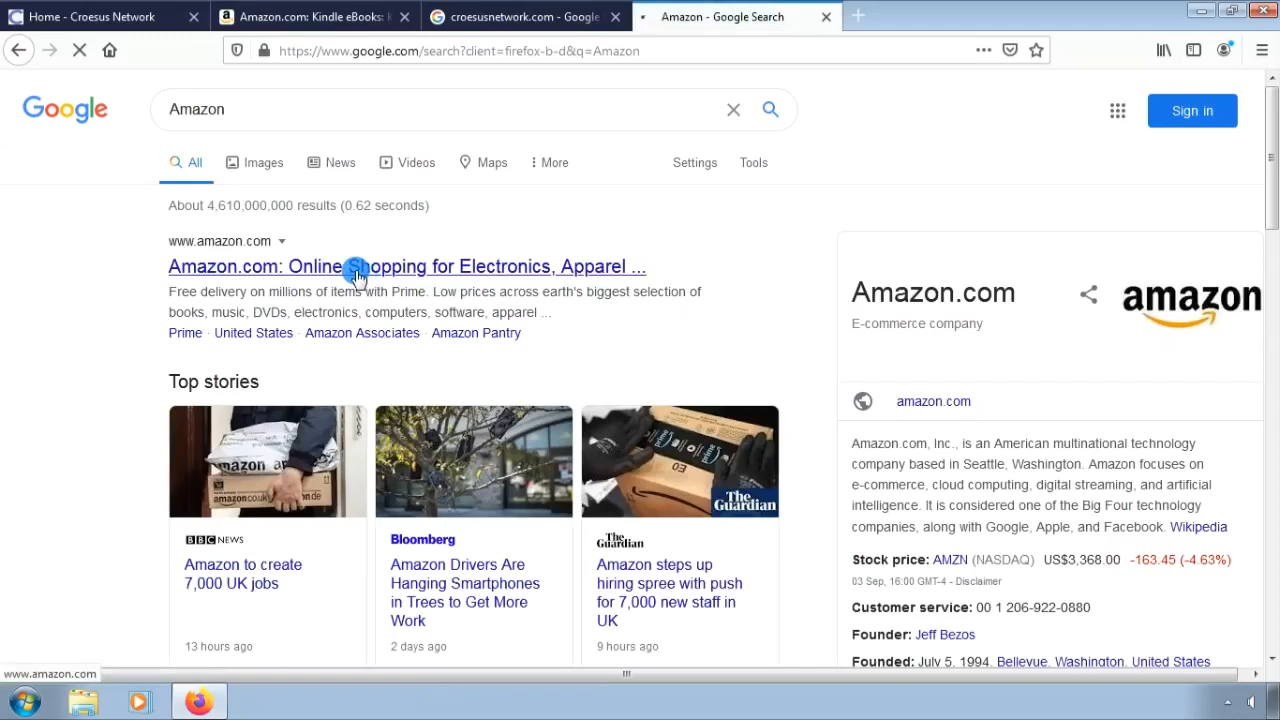 Home - Croesus Network
Amazon.com: Kindle eBooks:
croesusnetwork.com - Google
Amazon - Google Search
https://www.google.com/search?client=firefox-b-d&q=Amazon
Google
Amazon
Sign in
All
Images
News
Videos
Maps
More
Settings
Tools
About 4,610,000,000 results (0.62 seconds)
www.amazon.com
Amazon.com: Online Shopping for Electronics, Apparel ...
Free delivery on millions of items with Prime. Low prices across earth's biggest selection of
books, music, DVDs, electronics, computers, software, apparel ...
Prime · United States · Amazon Associates · Amazon Pantry
Top stories
amazon
amazon.co.uk
n.de
prime
The Guardian
BBC NEWS
Amazon to create
7,000 UK jobs
13 hours ago
Bloomberg
Amazon Drivers Are
Hanging Smartphones
in Trees to Get More
Work
2 days ago
The Guardian
Amazon steps up
hiring spree with push
for 7,000 new staff in
UK
9 hours ago
Amazon.com
E-commerce company
amazon
amazon.com
Amazon.com, Inc., is an American multinational technology
company based in Seattle, Washington. Amazon focuses on
e-commerce, cloud computing, digital streaming, and artificial
intelligence. It is considered one of the Big Four technology
companies, along with Google, Apple, and Facebook. Wikipedia
Stock price: AMZN (NASDAQ) US$3,368.00 -163.45 (-4.63%)
03 Sep, 16:00 GMT-4 - Disclaimer
Customer service: 00 1 206-922-0880
Founder: Jeff Bezos
Founded: July 5, 1994, Bellevue, Washington, United States
www.amazon.com